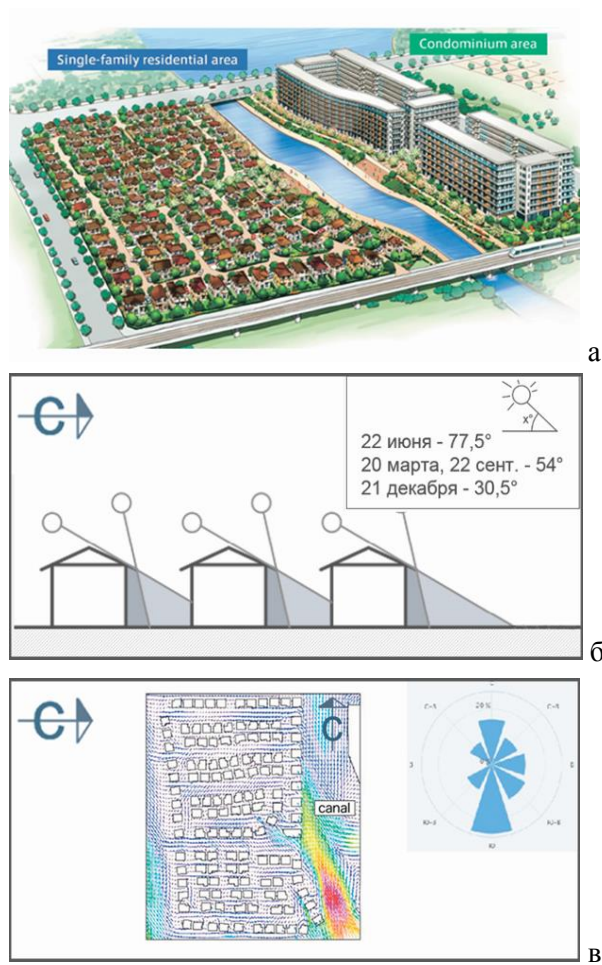 Single-family residential area
Condominium area
а
С
x°
22 июня - 77,5°
20 марта, 22 сент. - 54°
21 декабря - 30,5°
б
С
С
canal
20 %
в